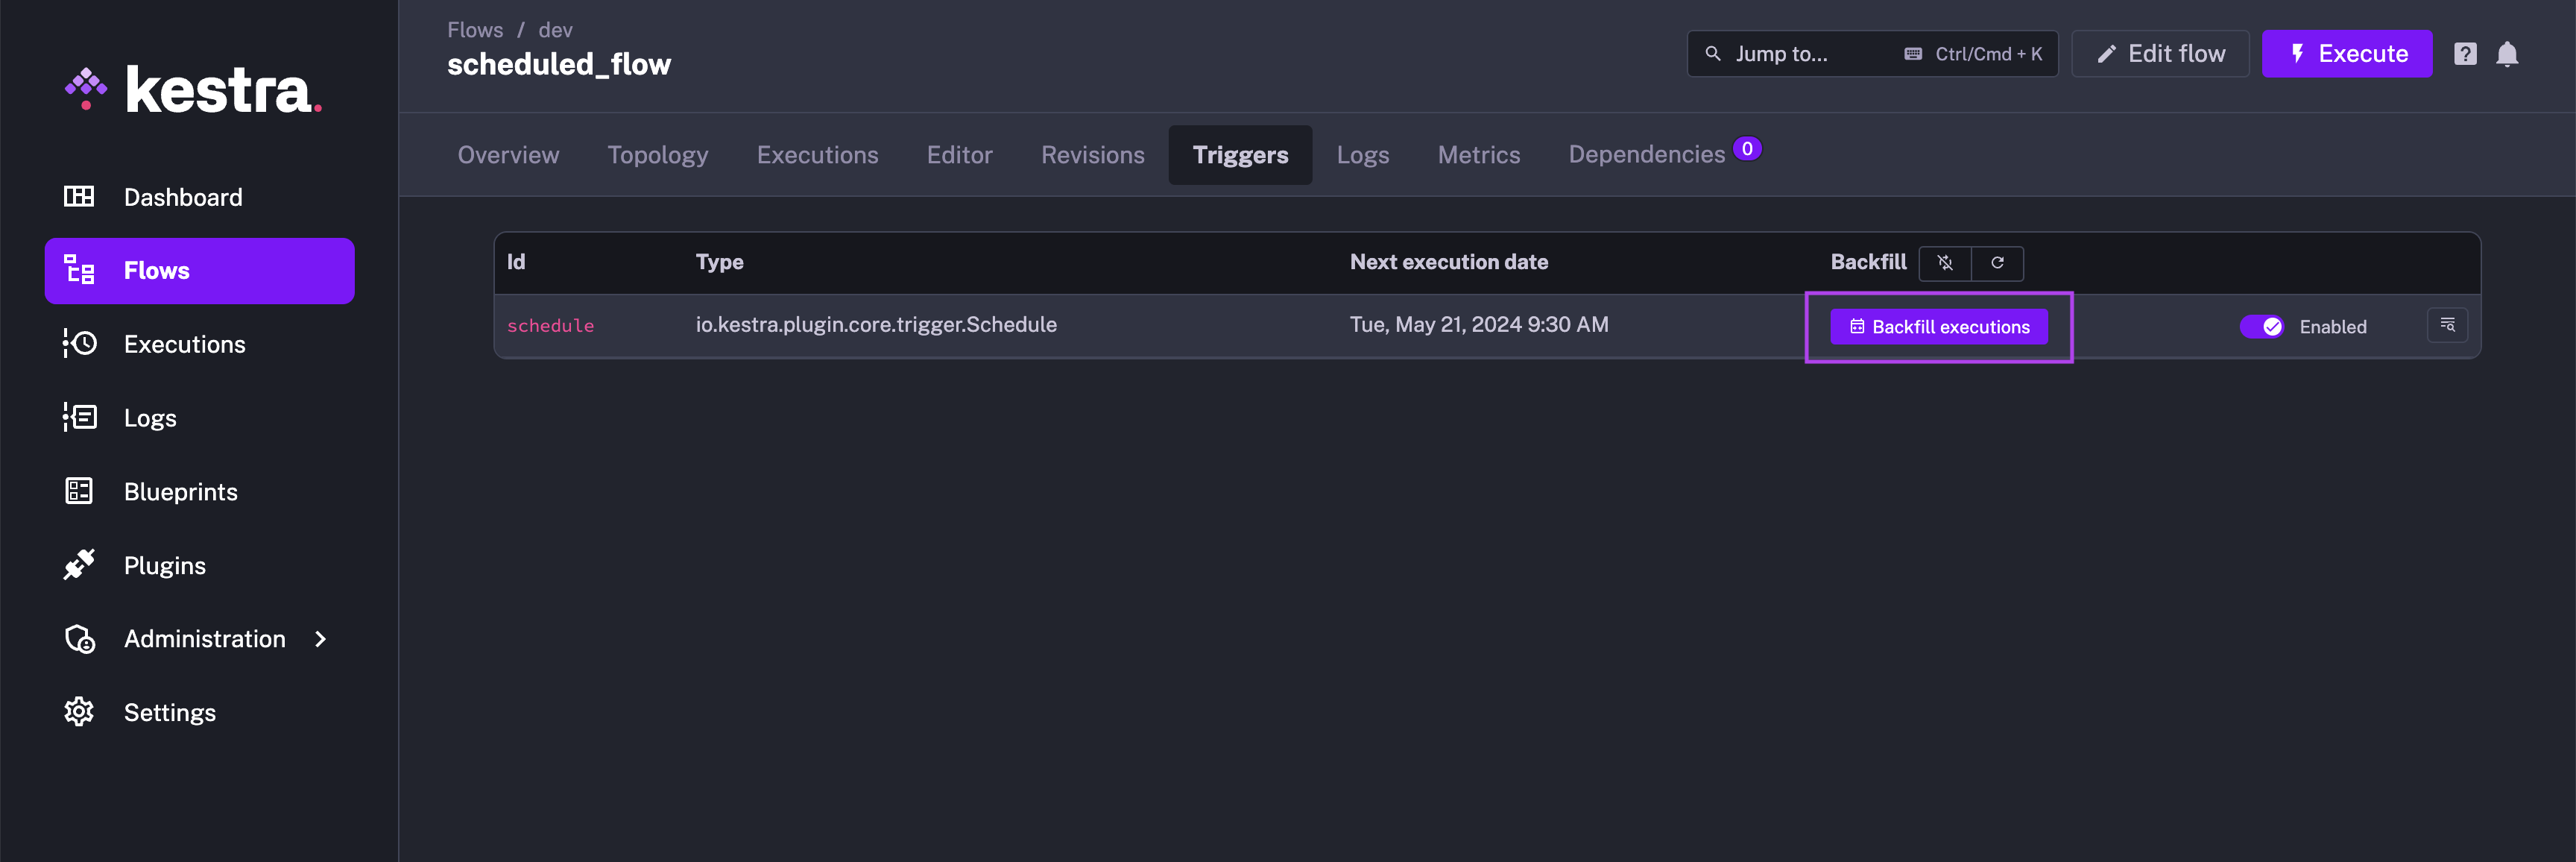 kestra.
Dashboard
Flows
Executions
Logs
Blueprints
Plugins
Administration
Settings
Flows / dev
scheduled_flow
Jump to... Ctrl/Cmd + K
Edit flow
Execute
?
Overview Topology Executions Editor Revisions Triggers Logs Metrics Dependencies 0
Id Type Next execution date Backfill
schedule io.kestra.plugin.core.trigger.Schedule Tue, May 21, 2024 9:30 AM Backfill executions Enabled